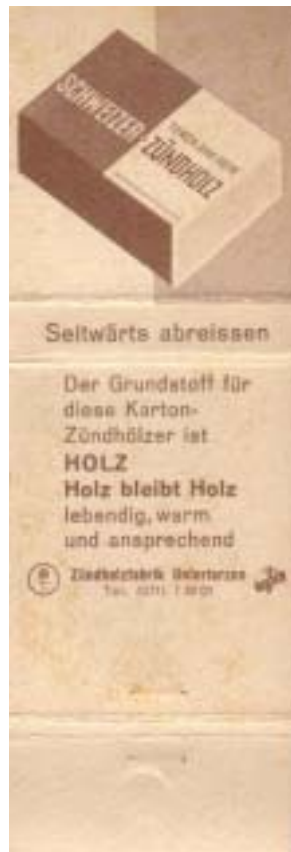 SCHWEIZER-
ZÜNDHOLZ
Seitwärts abreissen
Der Grundstoff für
diese Karton-
Zündhölzer ist
HOLZ
Holz bleibt Holz
lebendig, warm
und ansprechend
Zündholzfabrik Unterterzen